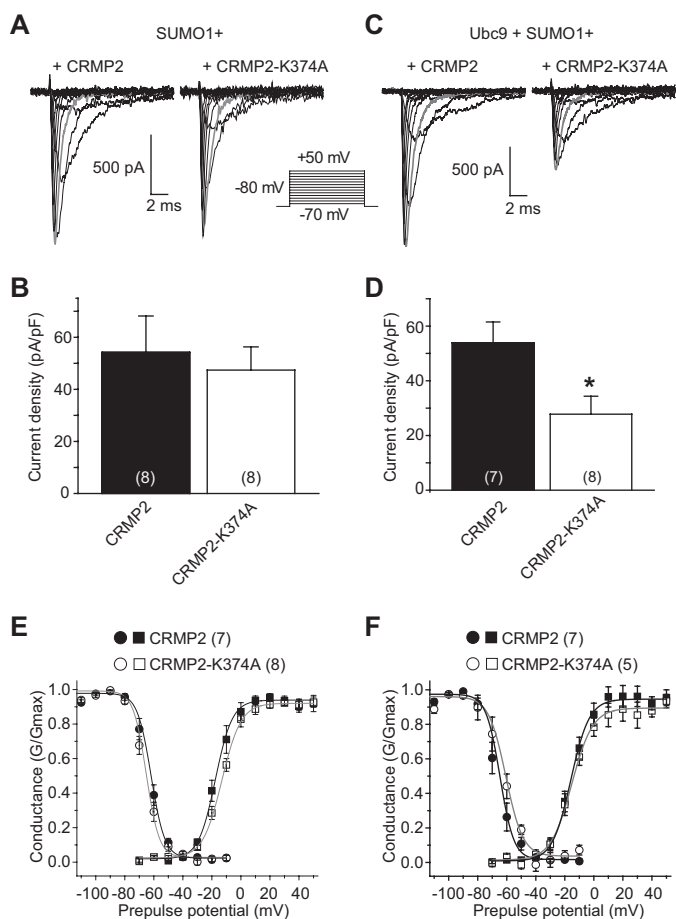 A
SUMO1+
+ CRMP2
+ CRMP2-K374A
500 pA
2 ms
+50 mV
-80 mV
-70 mV
C
Ubc9 + SUMO1+
+ CRMP2
+ CRMP2-K374A
500 pA
2 ms
B
Current density (pA/pF)
60
40
20
0
(8)
(8)
CRMP2
CRMP2-K374A
D
Current density (pA/pF)
60
40
20
0
*
(7)
(8)
CRMP2
CRMP2-K374A
E
CRMP2 (7)
CRMP2-K374A (8)
Conductance (G/Gmax)
1.0
0.8
0.6
0.4
0.2
0.0
-100 -80 -60 -40 -20 0 20 40
Prepulse potential (mV)
F
CRMP2 (7)
CRMP2-K374A (5)
Conductance (G/Gmax)
1.0
0.8
0.6
0.4
0.2
0.0
-100 -80 -60 -40 -20 0 20 40
Prepulse potential (mV)